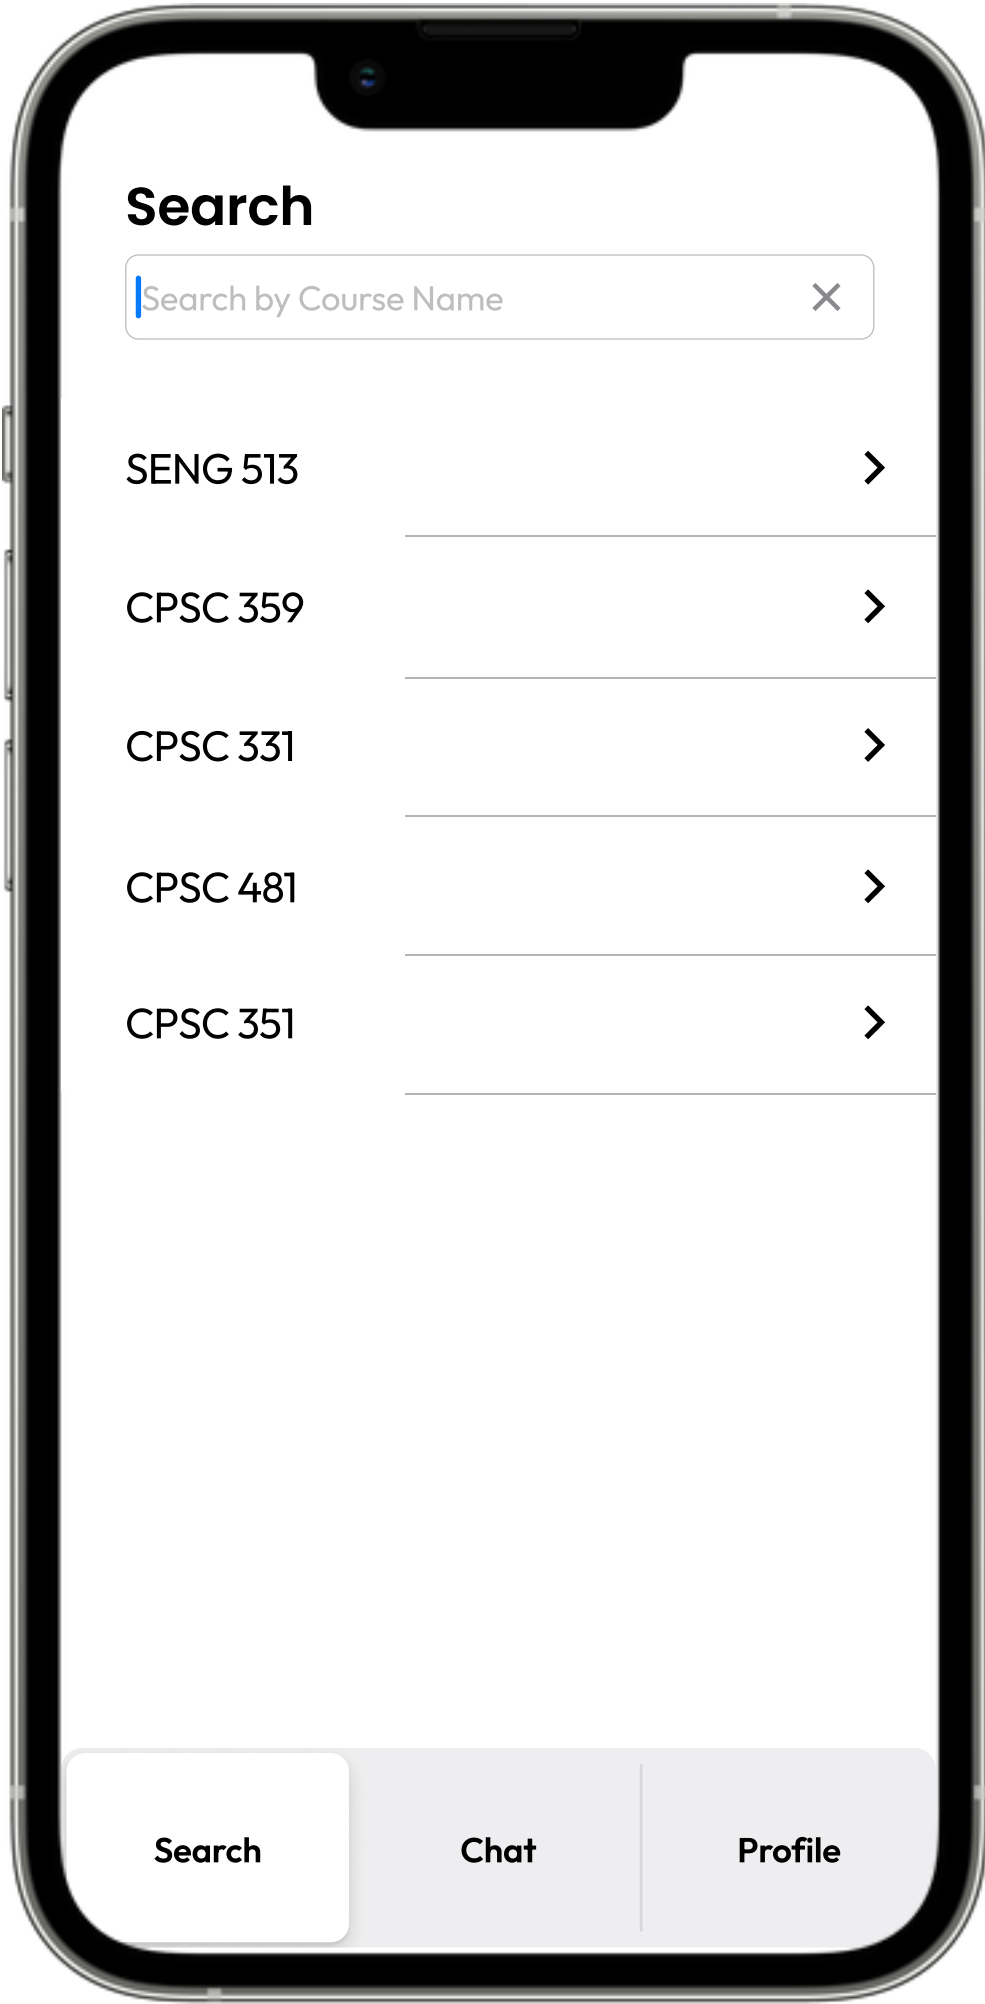 Search
Search by Course Name
SENG 513
CPSC 359
CPSC 331
CPSC 481
CPSC 351
Search
Chat
Profile